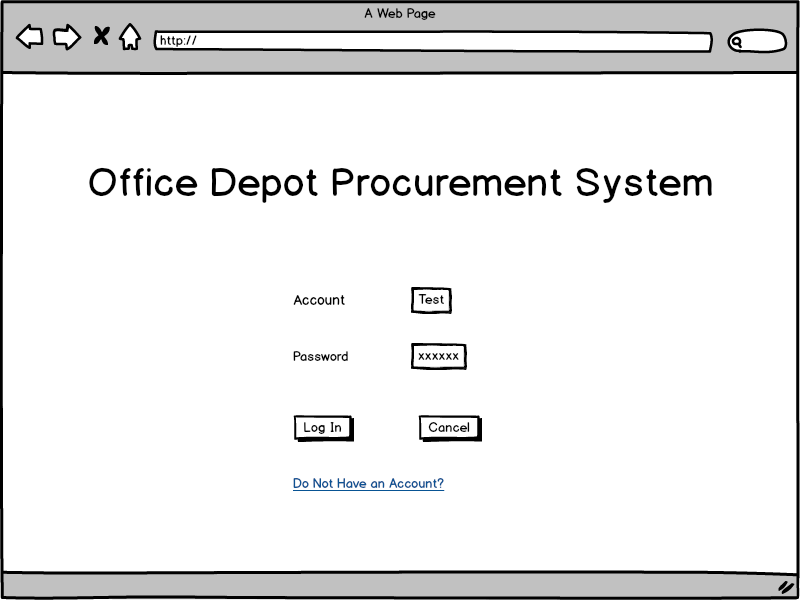 A Web Page
http://
Office Depot Procurement System
Account Test
Password xxxxxx
Log In Cancel
Do Not Have an Account?